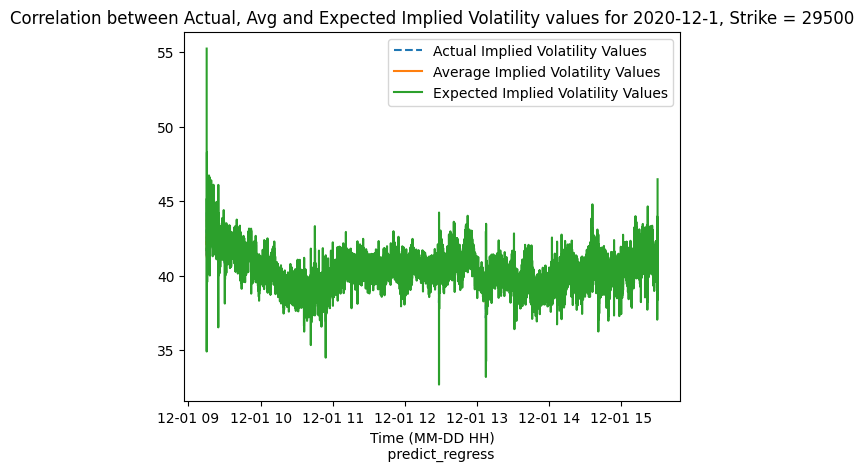 Correlation between Actual, Avg and Expected Implied Volatility values for 2020-12-1, Strike = 29500
Actual Implied Volatility Values
Average Implied Volatility Values
Expected Implied Volatility Values
55
50
45
40
35
12-01 09 12-01 10 12-01 11 12-01 12 12-01 13 12-01 14 12-01 15
Time (MM-DD HH)
predict_regress